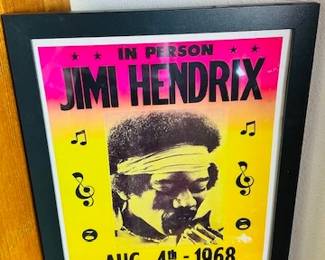 IN PERSON
JIMI HENDRIX
AUG. 4th - 1968